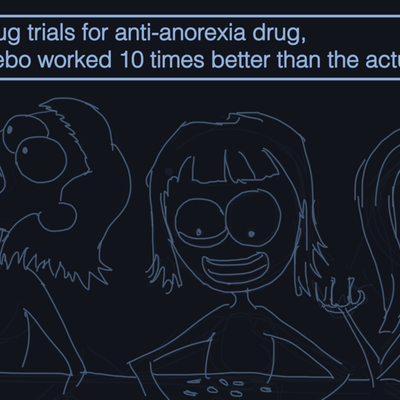 ug trials for anti-anorexia drug,
ebo worked 10 times better than the actu